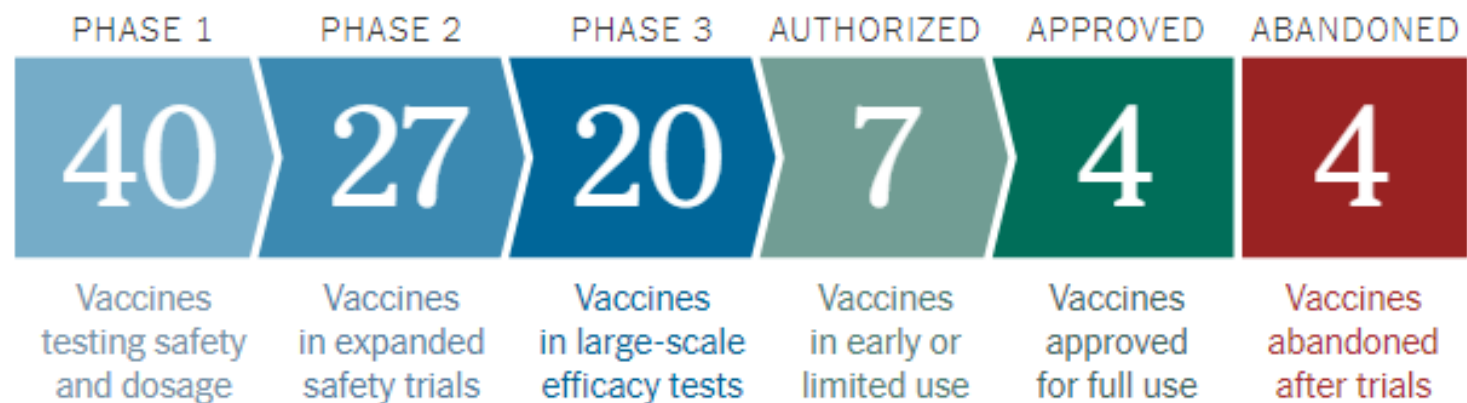 PHASE 1 PHASE 2 PHASE 3 AUTHORIZED APPROVED ABANDONED
40 27 20 7 4 4
Vaccines Vaccines Vaccines Vaccines Vaccines Vaccines
testing safety in expanded in large-scale in early or approved abandoned
and dosage safety trials efficacy tests limited use for full use after trials